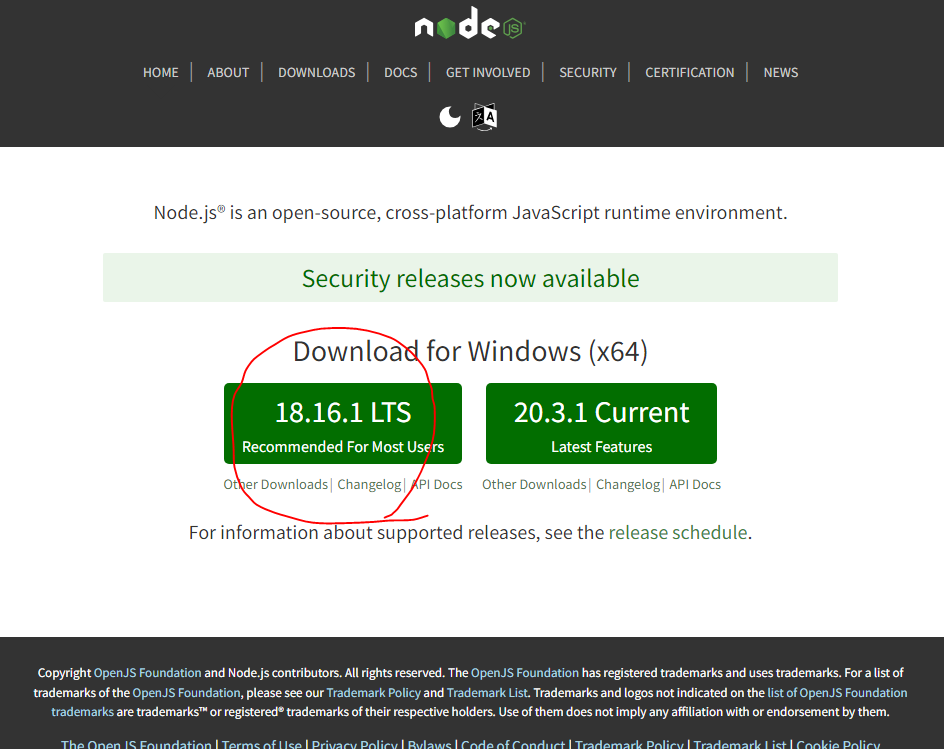 node JS
HOME | ABOUT | DOWNLOADS | DOCS | GET INVOLVED | SECURITY | CERTIFICATION | NEWS
文 A
Node.js® is an open-source, cross-platform JavaScript runtime environment.
Security releases now available
Download for Windows (x64)
18.16.1 LTS
Recommended For Most Users
20.3.1 Current
Latest Features
Other Downloads | Changelog | API Docs
Other Downloads | Changelog | API Docs
For information about supported releases, see the release schedule.
Copyright OpenJS Foundation and Node.js contributors. All rights reserved. The OpenJS Foundation has registered trademarks and uses trademarks. For a list of
trademarks of the OpenJS Foundation, please see our Trademark Policy and Trademark List. Trademarks and logos not indicated on the list of OpenJS Foundation
trademarks are trademarks™ or registered® trademarks of their respective holders. Use of them does not imply any affiliation with or endorsement by them.
The OpenJS Foundation | Terms of Use | Privacy Policy | Bylaws | Code of Conduct | Trademark Policy | Trademark List | Cookie Policy